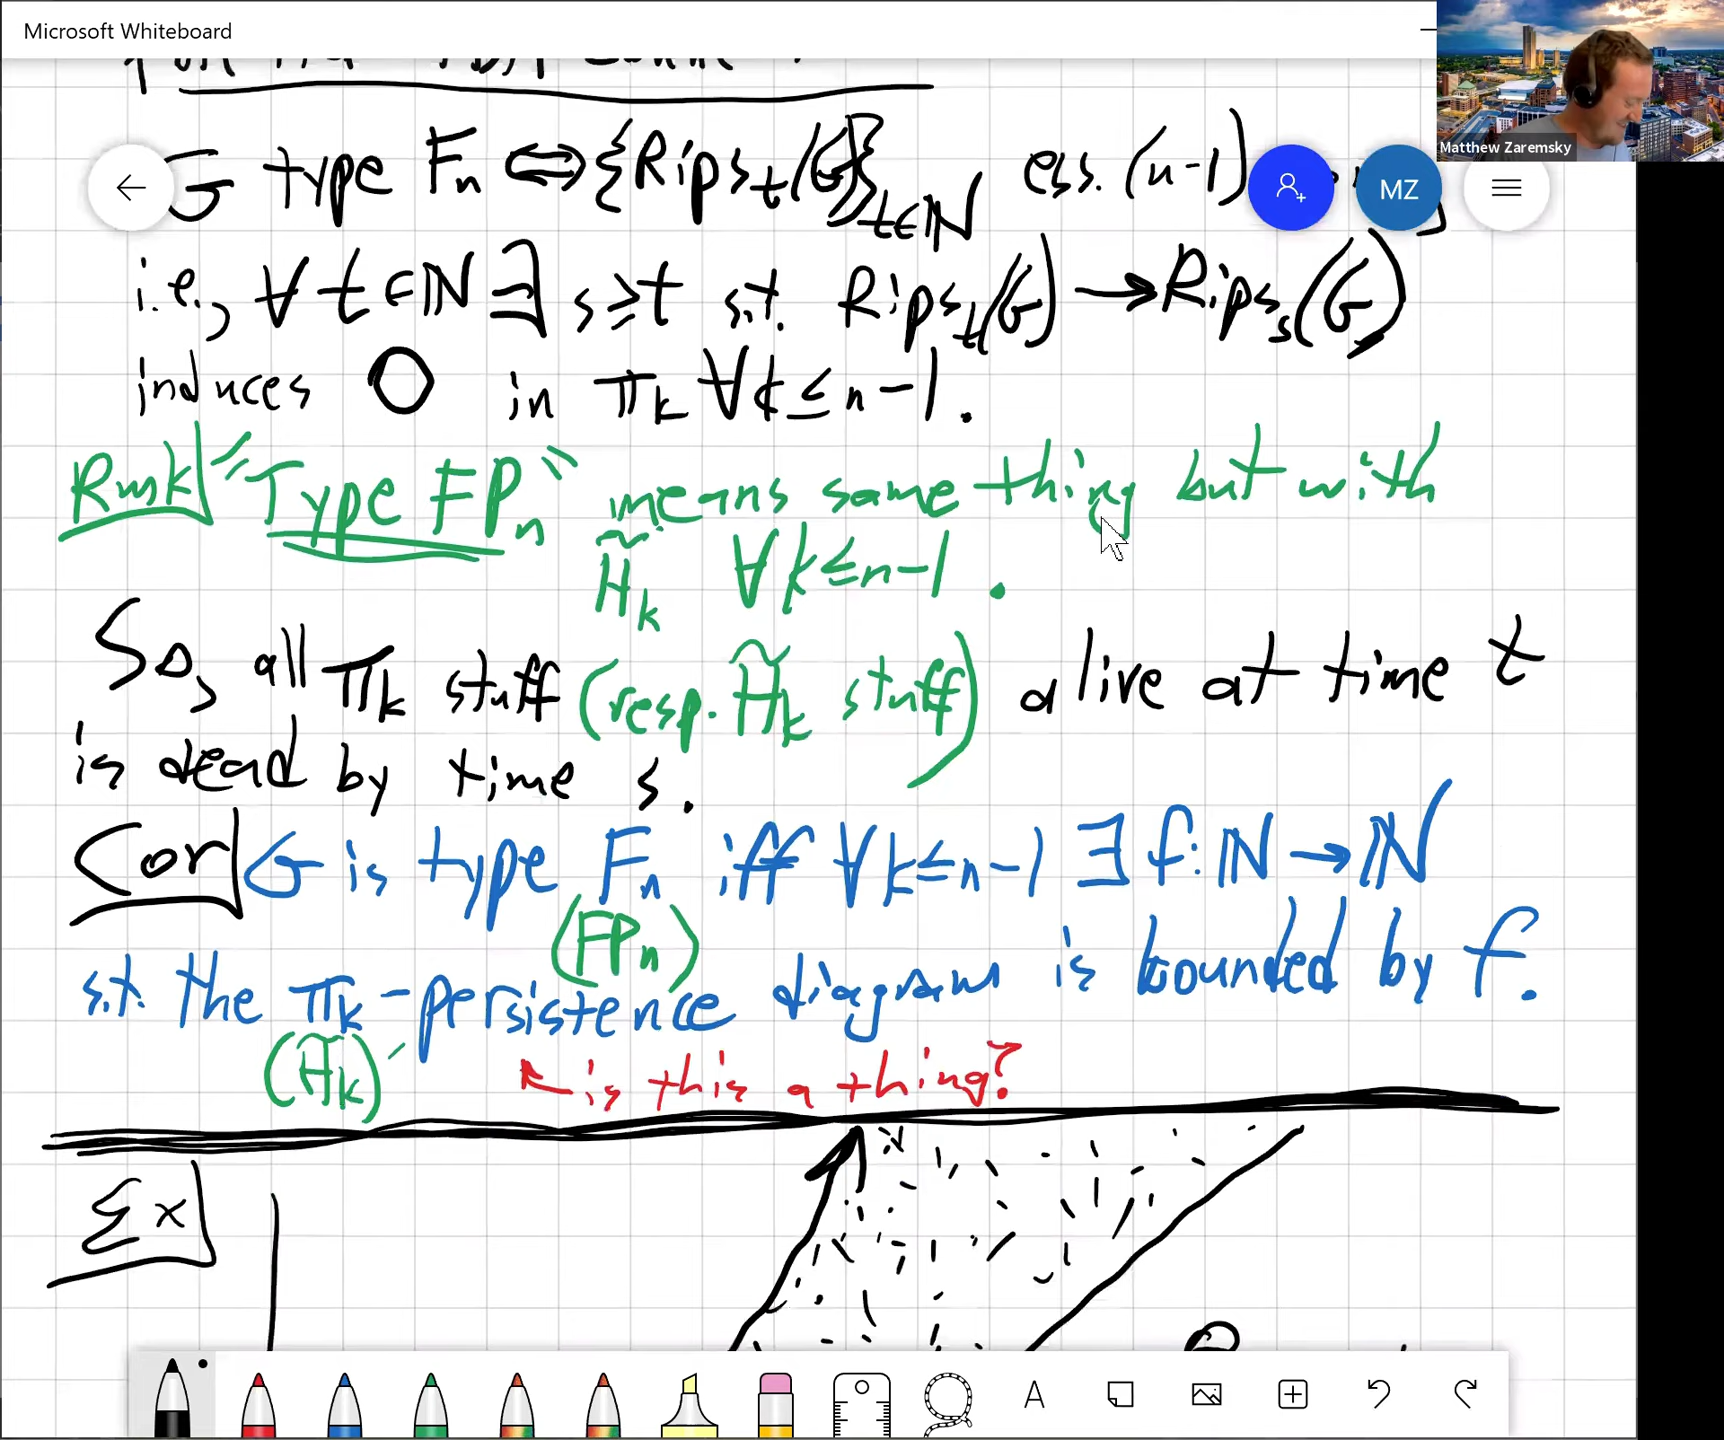 Microsoft Whiteboard
Matthew Zaremsky
MZ
G type Fₙ ⟺ {Ripsₜ(G)}ₜ∈ℕ ess. (n-1)
i.e., ∀ t∈ℕ ∃ s≥t s.t. Ripsₜ(G) → Ripsₛ(G)
induces 0 in πₖ ∀k≤n-1.
Rmk "Type FPₙ" means same thing but with
H̃ₖ ∀k≤n-1.
So, all πₖ stuff (resp. H̃ₖ stuff) alive at time t
is dead by time s.
Cor G is type Fₙ iff ∀k≤n-1 ∃ f:ℕ→ℕ
(FPₙ)
s.t. the πₖ-persistence diagram is bounded by f.
(H̃ₖ) ↖ is this a thing?
Ex
A